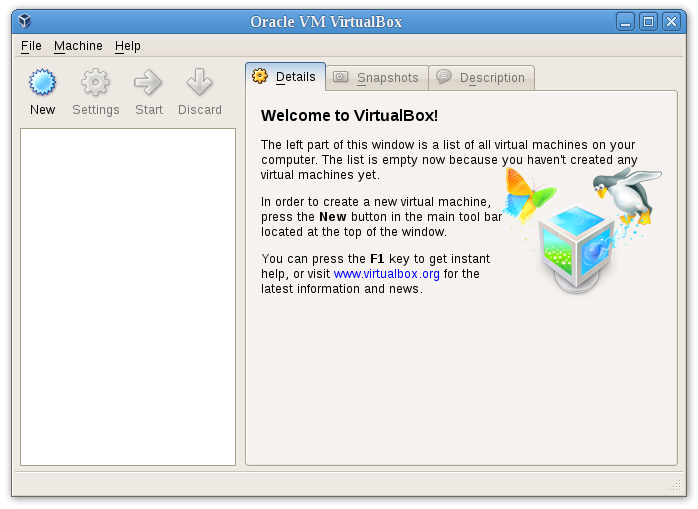 Oracle VM VirtualBox
File Machine Help
New Settings Start Discard
Details Snapshots Description
Welcome to VirtualBox!
The left part of this window is a list of all virtual machines on your
computer. The list is empty now because you haven't created any
virtual machines yet.
In order to create a new virtual machine,
press the New button in the main tool bar
located at the top of the window.
You can press the F1 key to get instant
help, or visit www.virtualbox.org for the
latest information and news.